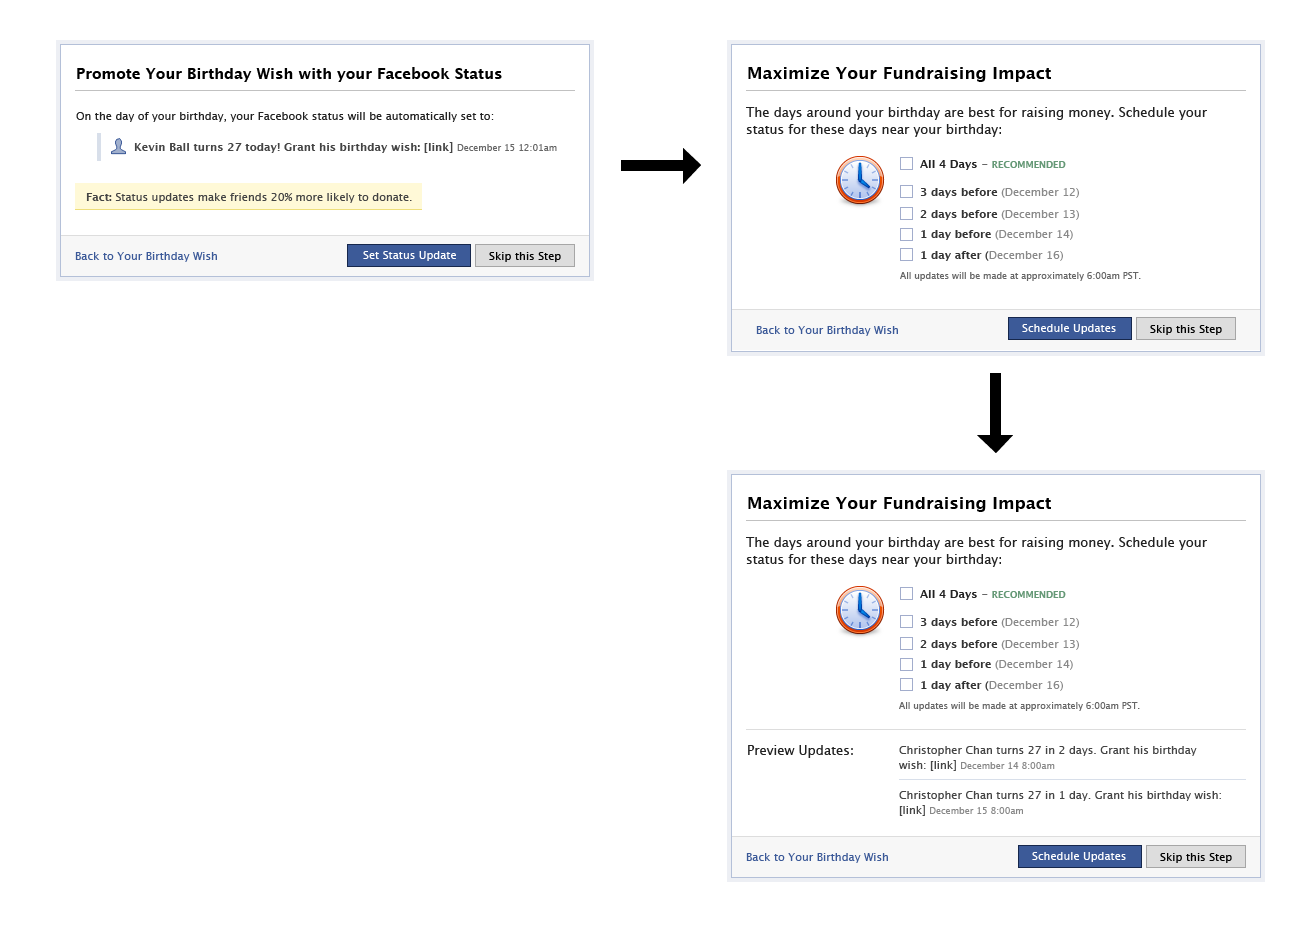 Promote Your Birthday Wish with your Facebook Status
On the day of your birthday, your Facebook status will be automatically set to:
Kevin Ball turns 27 today! Grant his birthday wish: [link] December 15 12:01am
Fact: Status updates make friends 20% more likely to donate.
Back to Your Birthday Wish
Set Status Update
Skip this Step
Maximize Your Fundraising Impact
The days around your birthday are best for raising money. Schedule your
status for these days near your birthday:
All 4 Days – RECOMMENDED
3 days before (December 12)
2 days before (December 13)
1 day before (December 14)
1 day after (December 16)
All updates will be made at approximately 6:00am PST.
Back to Your Birthday Wish
Schedule Updates
Skip this Step
Maximize Your Fundraising Impact
The days around your birthday are best for raising money. Schedule your
status for these days near your birthday:
All 4 Days – RECOMMENDED
3 days before (December 12)
2 days before (December 13)
1 day before (December 14)
1 day after (December 16)
All updates will be made at approximately 6:00am PST.
Preview Updates:
Christopher Chan turns 27 in 2 days. Grant his birthday
wish: [link] December 14 8:00am
Christopher Chan turns 27 in 1 day. Grant his birthday wish:
[link] December 15 8:00am
Back to Your Birthday Wish
Schedule Updates
Skip this Step